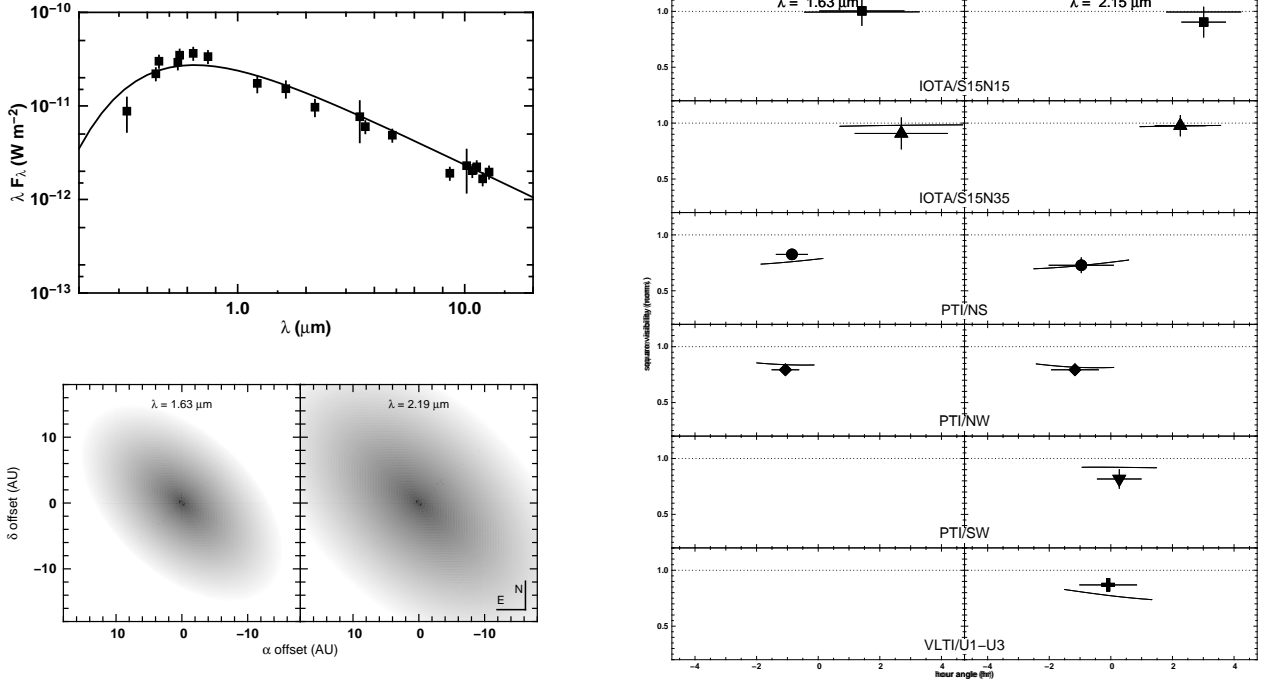 10⁻¹⁰
10⁻¹¹
10⁻¹²
10⁻¹³
λ Fλ (W m⁻²)
1.0 10.0
λ (μm)
λ = 1.63 μm
λ = 2.19 μm
10
0
−10
δ offset (AU)
E
N
10 0 −10 10 0 −10
α offset (AU)
λ = 1.63 μm
λ = 2.15 μm
1.0
0.5
IOTA/S15N15
1.0
0.5
IOTA/S15N35
1.0
0.5
PTI/NS
1.0
0.5
PTI/NW
1.0
0.5
PTI/SW
1.0
0.5
VLTI/U1−U3
square visibility (norm.)
−4 −2 0 2 4 −4 −2 0 2 4
hour angle (hr)